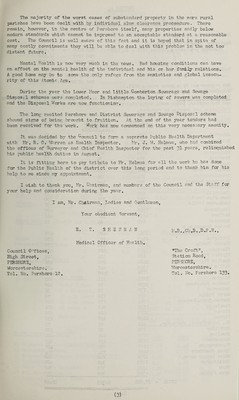 The majority of the worst cases of substandard property in the more rural
parishes have been dealt with by individual site clearance procedure. There
remain, however, in the centre of Pershore itself, many properties sadly below
modern standards which cannot be improved to an acceptable standard at a reasonable
cost. The Council is well aware of this fact and it is hoped that in spite of
many costly commitments they will be able to deal with this problem in the not too
distant future.
Mental Health is now very much in the news. Bad housing conditions now have
an effect on the mental health of the individual and his or her family relations.
A good home may be to some the only refuge from the anxieties and global insecurity
of this Atomic Age.
During the year the Lower Moor and Little Comberton Sewerage and Sewage
Disposal schemes were completed. In Bishampton the laying of sewers was completed
and the Disposal Works are now functioning.
The long awaited Pershore and District Sewerage and Sewage Disposal scheme
showed signs of being brought to fruition. At the end of the year tenders had
been received for the work. Work has now commenced on this very necessary amenity.
It was decided by the Council to form a separate Public Health Department
with Mr. R. G. Warren as Health Inspector. Mr. J. W. Holmes, who had combined
the offices of Surveyor and Chief Health Inspector for the past 31 years, relinquished
his public health duties in August.
It is fitting here to pay tribute to Mr. Holmes for all the work he has done
for the Public Health of the district over this long period and to thank him for his
help to me since my appointment.
I wish to thank you, Mr. Chairman, and members of the Council and the Staff for
your help and consideration during the year.
I am, Mr. Chairman, Ladies and Gentlemen,
Your obedient Servant,
Medical Officer of Health.
Council Offices,
High Street,
PERSHORE,
Worcestershire.
Tel. No. Pershore 12.
"The Croft",
Station Road,
PERSHORE,
Worcestershire.
Tel. No. Pershore 133.
(3)